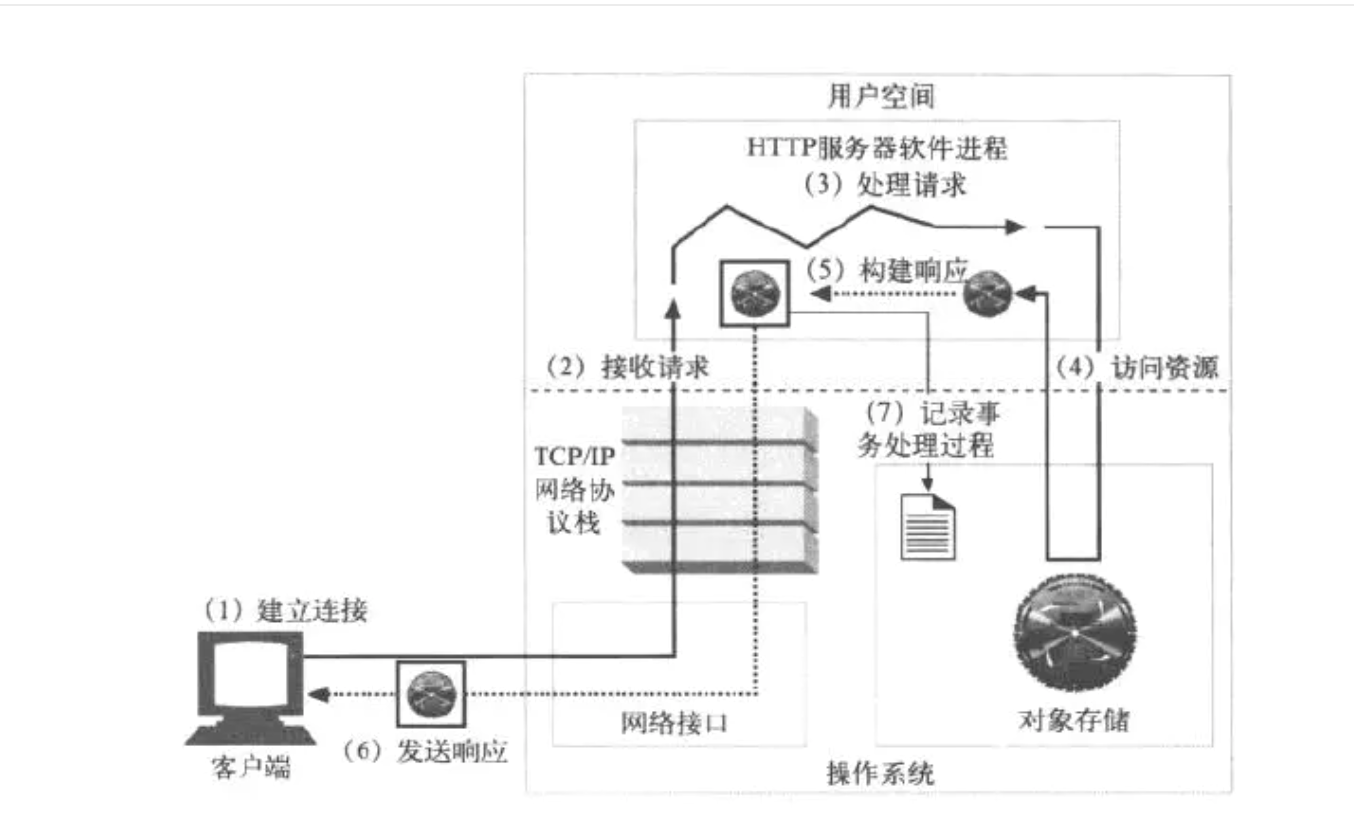 用户空间
HTTP服务器软件进程
(3) 处理请求
(5) 构建响应
(2) 接收请求
(4) 访问资源
(7) 记录事
务处理过程
TCP/IP
网络协
议栈
(1) 建立连接
网络接口
对象存储
(6) 发送响应
客户端
操作系统